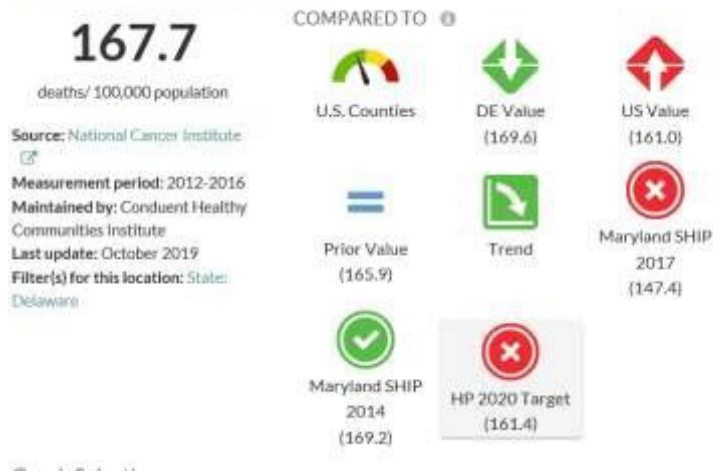 167.7
deaths/ 100,000 population
Source: National Cancer Institute
Measurement period: 2012-2016
Maintained by: Conduent Healthy
Communities Institute
Last update: October 2019
Filter(s) for this location: State:
Delaware
COMPARED TO
U.S. Counties
DE Value
(169.6)
US Value
(161.0)
Prior Value
(165.9)
Trend
Maryland SHIP
2017
(147.4)
Maryland SHIP
2014
(169.2)
HP 2020 Target
(161.4)